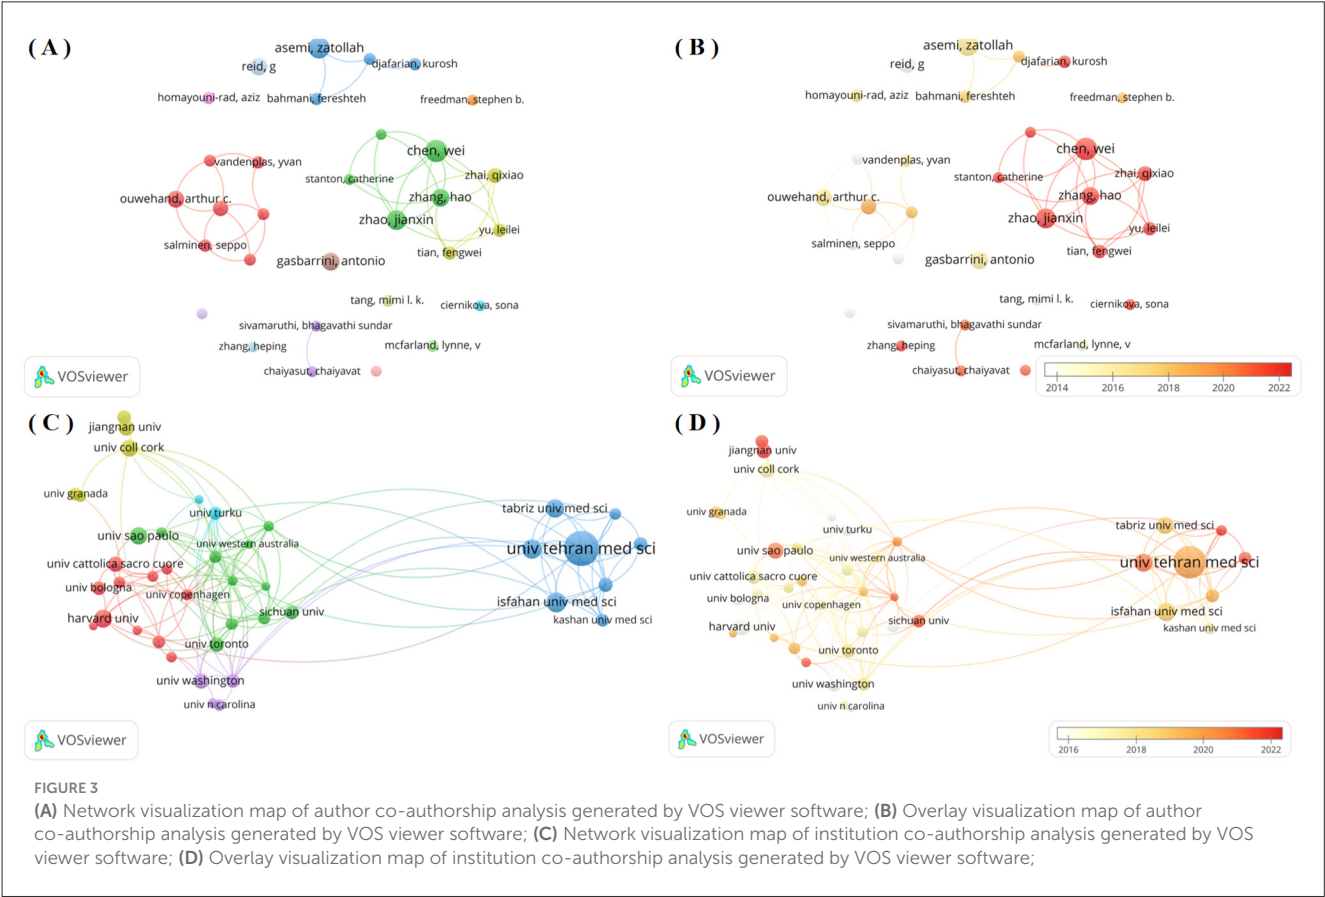 ( A )
asemi, zatollah
reid, g
djafarian, kurosh
homayouni-rad, aziz
bahmani, fereshteh
freedman, stephen b.
chen, wei
vandenplas, yvan
stanton, catherine
zhai, qixiao
ouwehand, arthur c.
zhang, hao
zhao, jianxin
yu, leilei
salminen, seppo
tian, fengwei
gasbarrini, antonio
tang, mimi l. k.
ciernikova, sona
sivamaruthi, bhagavathi sundar
zhang, heping
mcfarland, lynne, v
chaiyasut, chaiyavat
VOSviewer
( B )
asemi, zatollah
reid, g
djafarian, kurosh
homayouni-rad, aziz
bahmani, fereshteh
freedman, stephen b.
chen, wei
vandenplas, yvan
stanton, catherine
zhai, qixiao
ouwehand, arthur c.
zhang, hao
zhao, jianxin
yu, leilei
salminen, seppo
tian, fengwei
gasbarrini, antonio
tang, mimi l. k.
ciernikova, sona
sivamaruthi, bhagavathi sundar
zhang, heping
mcfarland, lynne, v
chaiyasut, chaiyavat
VOSviewer
2014 2016 2018 2020 2022
( C )
jiangnan univ
univ coll cork
univ granada
univ turku
tabriz univ med sci
univ sao paulo
univ western australia
univ tehran med sci
univ cattolica sacro cuore
univ bologna
univ copenhagen
isfahan univ med sci
harvard univ
sichuan univ
kashan univ med sci
univ toronto
univ washington
univ n carolina
VOSviewer
( D )
jiangnan univ
univ coll cork
univ granada
univ turku
tabriz univ med sci
univ sao paulo
univ western australia
univ tehran med sci
univ cattolica sacro cuore
univ bologna
univ copenhagen
isfahan univ med sci
harvard univ
sichuan univ
kashan univ med sci
univ toronto
univ washington
univ n carolina
VOSviewer
2016 2018 2020 2022
FIGURE 3
(A) Network visualization map of author co-authorship analysis generated by VOS viewer software; (B) Overlay visualization map of author
co-authorship analysis generated by VOS viewer software; (C) Network visualization map of institution co-authorship analysis generated by VOS
viewer software; (D) Overlay visualization map of institution co-authorship analysis generated by VOS viewer software;